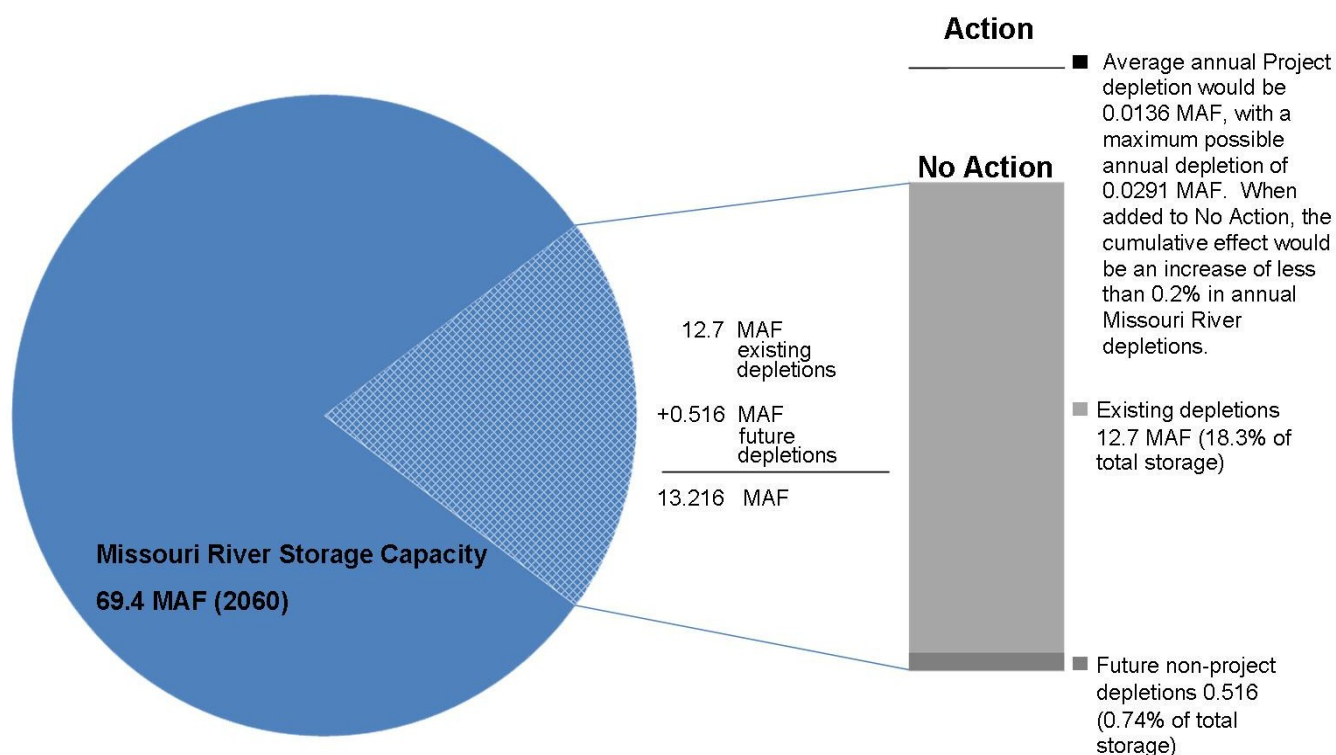 Action
Average annual Project
depletion would be
0.0136 MAF, with a
maximum possible
annual depletion of
0.0291 MAF. When
added to No Action, the
cumulative effect would
be an increase of less
than 0.2% in annual
Missouri River
depletions.
No Action
12.7 MAF
existing
depletions
+0.516 MAF
future
depletions
13.216 MAF
Existing depletions
12.7 MAF (18.3% of
total storage)
Missouri River Storage Capacity
69.4 MAF (2060)
Future non-project
depletions 0.516
(0.74% of total
storage)